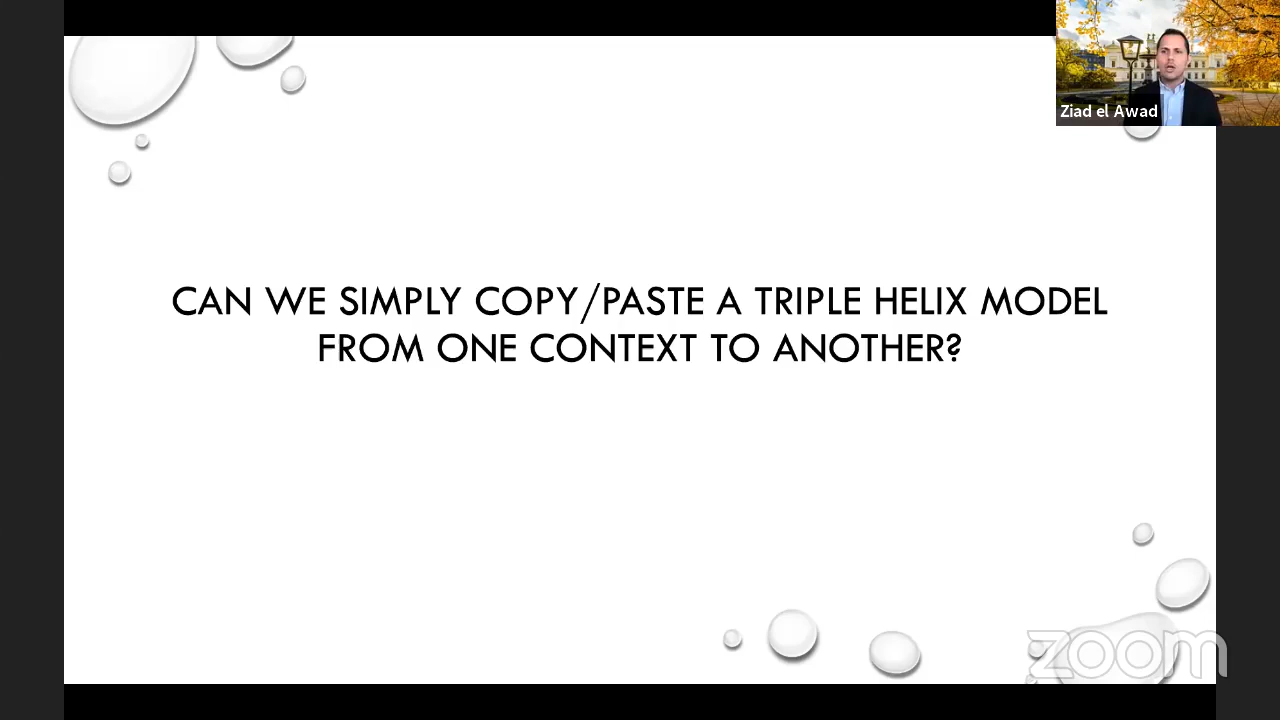 Ziad el Awad
CAN WE SIMPLY COPY/PASTE A TRIPLE HELIX MODEL
FROM ONE CONTEXT TO ANOTHER?
zoom